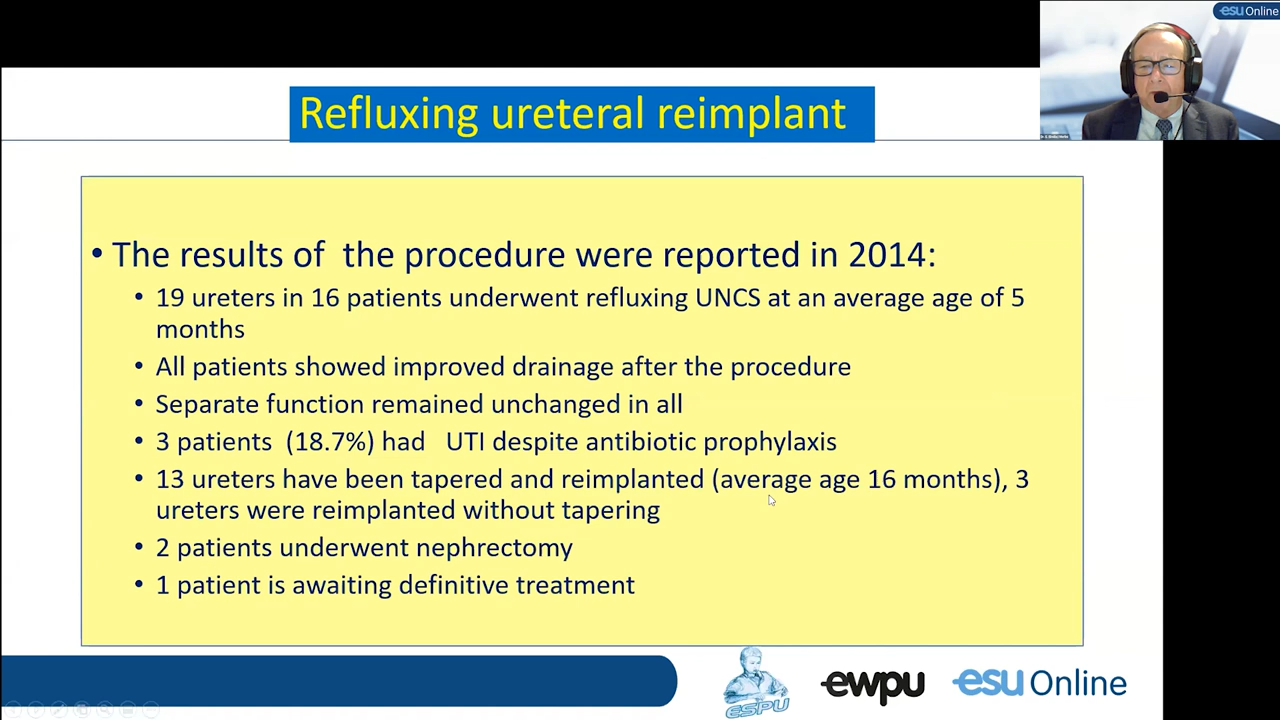 esu Online
Refluxing ureteral reimplant
• The results of the procedure were reported in 2014:
• 19 ureters in 16 patients underwent refluxing UNCS at an average age of 5
months
• All patients showed improved drainage after the procedure
• Separate function remained unchanged in all
• 3 patients (18.7%) had UTI despite antibiotic prophylaxis
• 13 ureters have been tapered and reimplanted (average age 16 months), 3
ureters were reimplanted without tapering
• 2 patients underwent nephrectomy
• 1 patient is awaiting definitive treatment
ESPU
ewpu
esu Online